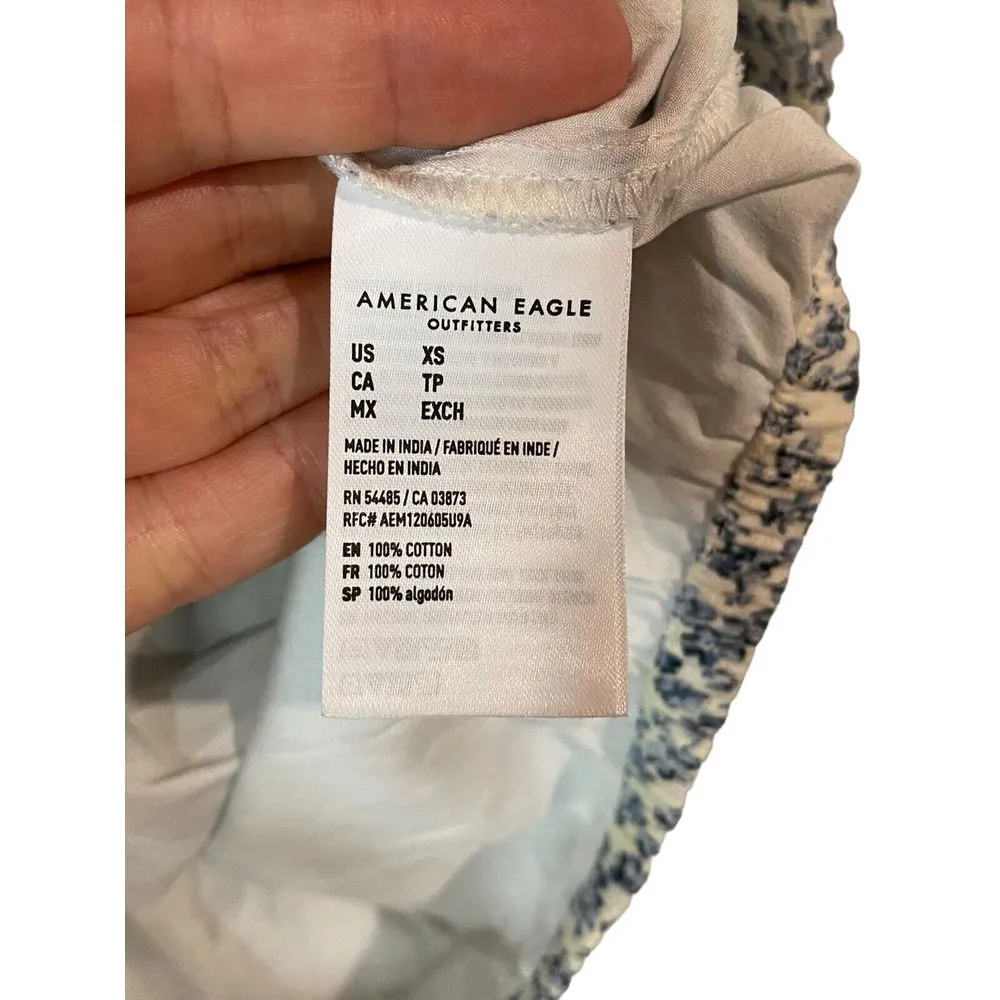 AMERICAN EAGLE
OUTFITTERS
US XS
CA TP
MX EXCH
MADE IN INDIA / FABRIQUÉ EN INDE /
HECHO EN INDIA
RN 54485 / CA 03873
RFC# AEM120605U9A
EN 100% COTTON
FR 100% COTON
SP 100% algodón